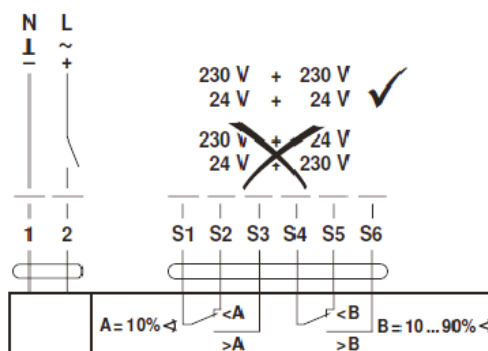 N L
⊥ ~
– +
230 V + 230 V
24 V + 24 V
230 V + 24 V
24 V + 230 V
1 2 S1 S2 S3 S4 S5 S6
A = 10% <A >A
<B >B B = 10 ... 90%